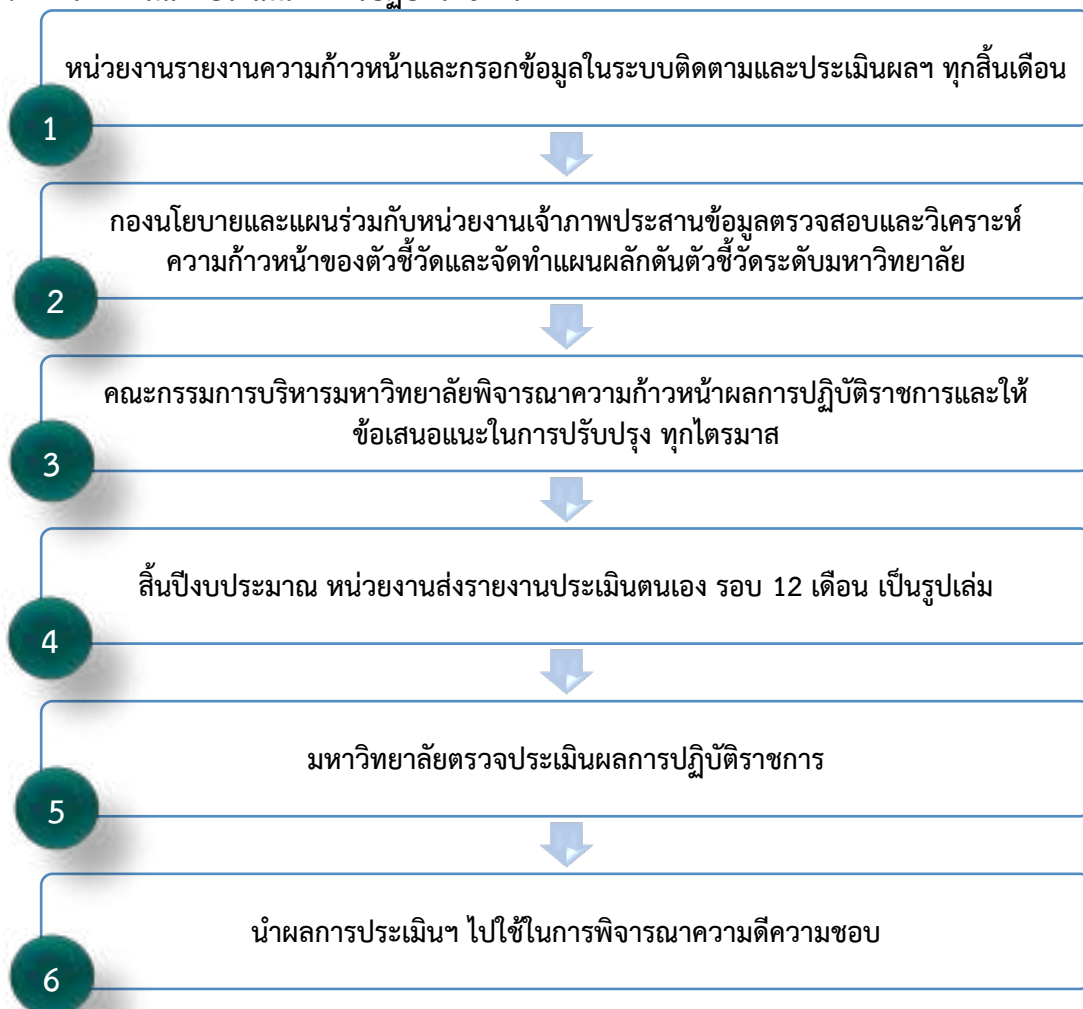 หน่วยงานรายงานความก้าวหน้าและกรอกข้อมูลในระบบติดตามและประเมินผลฯ ทุกสิ้นเดือน
1
กองนโยบายและแผนร่วมกับหน่วยงานเจ้าภาพประสานข้อมูลตรวจสอบและวิเคราะห์
ความก้าวหน้าของตัวชี้วัดและจัดทำแผนผลักดันตัวชี้วัดระดับมหาวิทยาลัย
2
คณะกรรมการบริหารมหาวิทยาลัยพิจารณาความก้าวหน้าผลการปฏิบัติราชการและให้
ข้อเสนอแนะในการปรับปรุง ทุกไตรมาส
3
สิ้นปีงบประมาณ หน่วยงานส่งรายงานประเมินตนเอง รอบ 12 เดือน เป็นรูปเล่ม
4
มหาวิทยาลัยตรวจประเมินผลการปฏิบัติราชการ
5
นำผลการประเมินฯ ไปใช้ในการพิจารณาความดีความชอบ
6